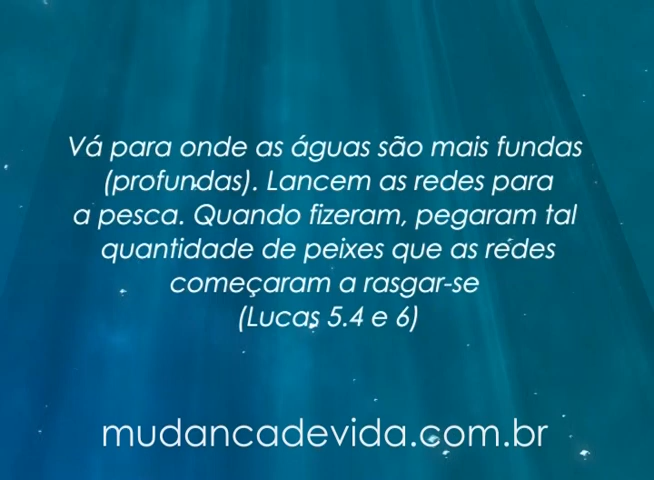 Vá para onde as águas são mais fundas
(profundas). Lancem as redes para
a pesca. Quando fizeram, pegaram tal
quantidade de peixes que as redes
começaram a rasgar-se
(Lucas 5.4 e 6)
mudancadevida.com.br